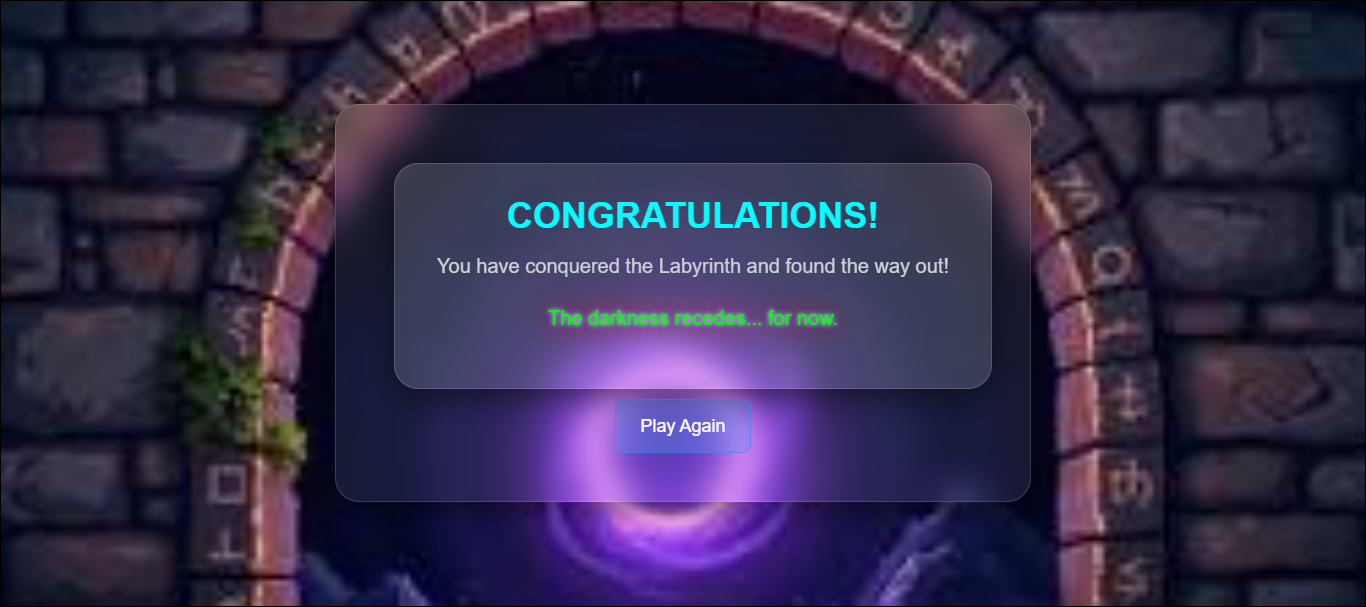 CONGRATULATIONS!
You have conquered the Labyrinth and found the way out!
The darkness recedes... for now.
Play Again